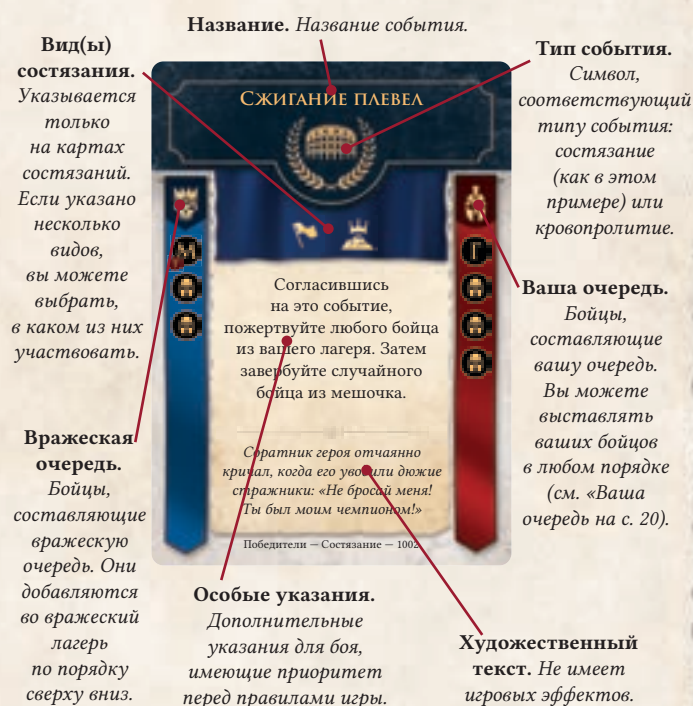 Название. Название события.
Вид(ы)
состязания.
Указывается
только
на картах
состязаний.
Если указано
несколько
видов,
вы можете
выбрать,
в каком из них
участвовать.
Тип события.
Символ,
соответствующий
типу события:
состязание
(как в этом
примере) или
кровопролитие.
Сжигание плевел
М
Г
Согласившись
на это событие,
пожертвуйте любого бойца
из вашего лагеря. Затем
завербуйте случайного
бойца из мешочка.
Соратник героя отчаянно
кричал, когда его уводили дюжие
стражники: «Не бросай меня!
Ты был моим чемпионом!»
Победители — Состязание — 1002
Ваша очередь.
Бойцы,
составляющие
вашу очередь.
Вы можете
выставлять
ваших бойцов
в любом порядке
(см. «Ваша
очередь на с. 20).
Вражеская
очередь.
Бойцы,
составляющие
вражескую
очередь. Они
добавляются
во вражеский
лагерь
по порядку
сверху вниз.
Особые указания.
Дополнительные
указания для боя,
имеющие приоритет
перед правилами игры.
Художественный
текст. Не имеет
игровых эффектов.